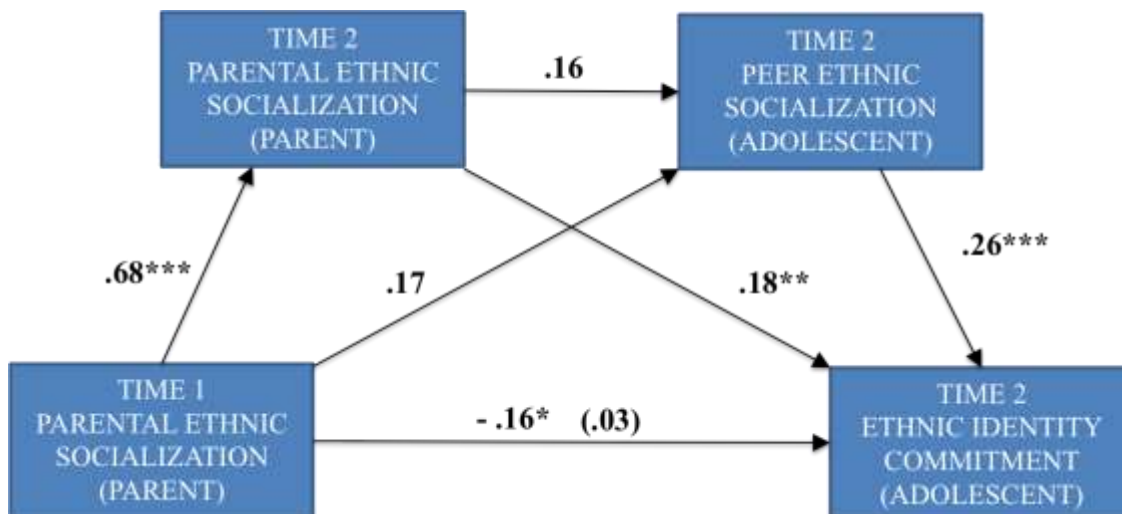 TIME 2
PARENTAL ETHNIC
SOCIALIZATION
(PARENT)
.16
TIME 2
PEER ETHNIC
SOCIALIZATION
(ADOLESCENT)
.68***
.17
.18**
.26***
TIME 1
PARENTAL ETHNIC
SOCIALIZATION
(PARENT)
- .16* (.03)
TIME 2
ETHNIC IDENTITY
COMMITMENT
(ADOLESCENT)